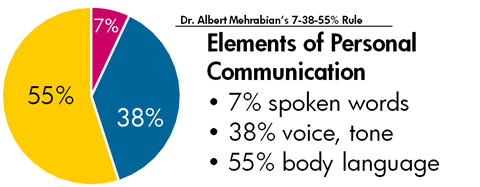 Dr. Albert Mehrabian's 7-38-55% Rule
Elements of Personal
Communication
• 7% spoken words
• 38% voice, tone
• 55% body language
7%
38%
55%